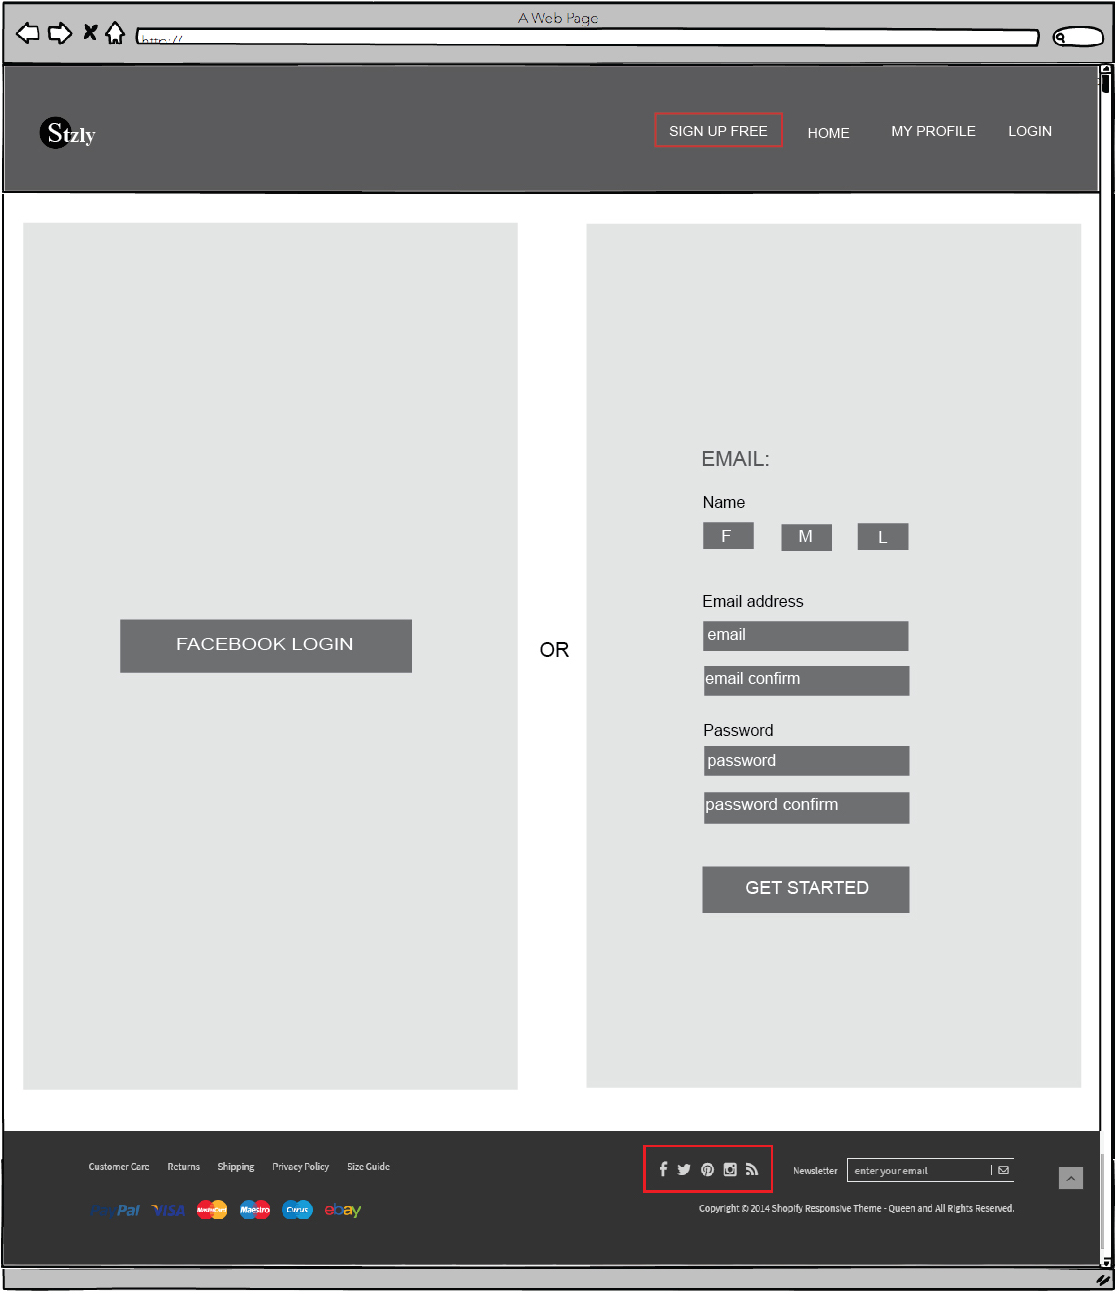 A Web Page
http://
Stzly
SIGN UP FREE
HOME
MY PROFILE
LOGIN
FACEBOOK LOGIN
OR
EMAIL:
Name
F M L
Email address
email
email confirm
Password
password
password confirm
GET STARTED
Customer Care Returns Shipping Privacy Policy Size Guide
Newsletter enter your email
PayPal VISA MasterCard Maestro Cirrus ebay
Copyright © 2014 Shopify Responsive Theme - Queen and All Rights Reserved.